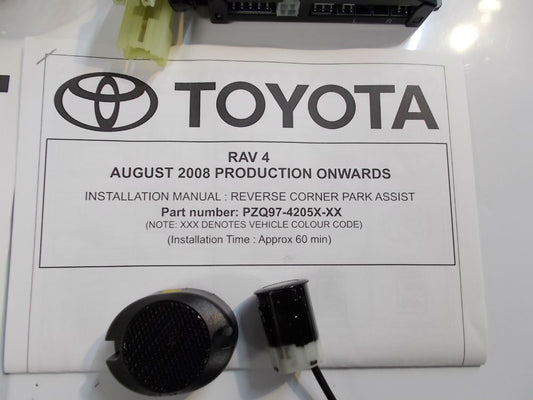 TOYOTA
RAV 4
AUGUST 2008 PRODUCTION ONWARDS
INSTALLATION MANUAL : REVERSE CORNER PARK ASSIST
Part number: PZQ97-4205X-XX
(NOTE: XXX DENOTES VEHICLE COLOUR CODE)
(Installation Time : Approx 60 min)